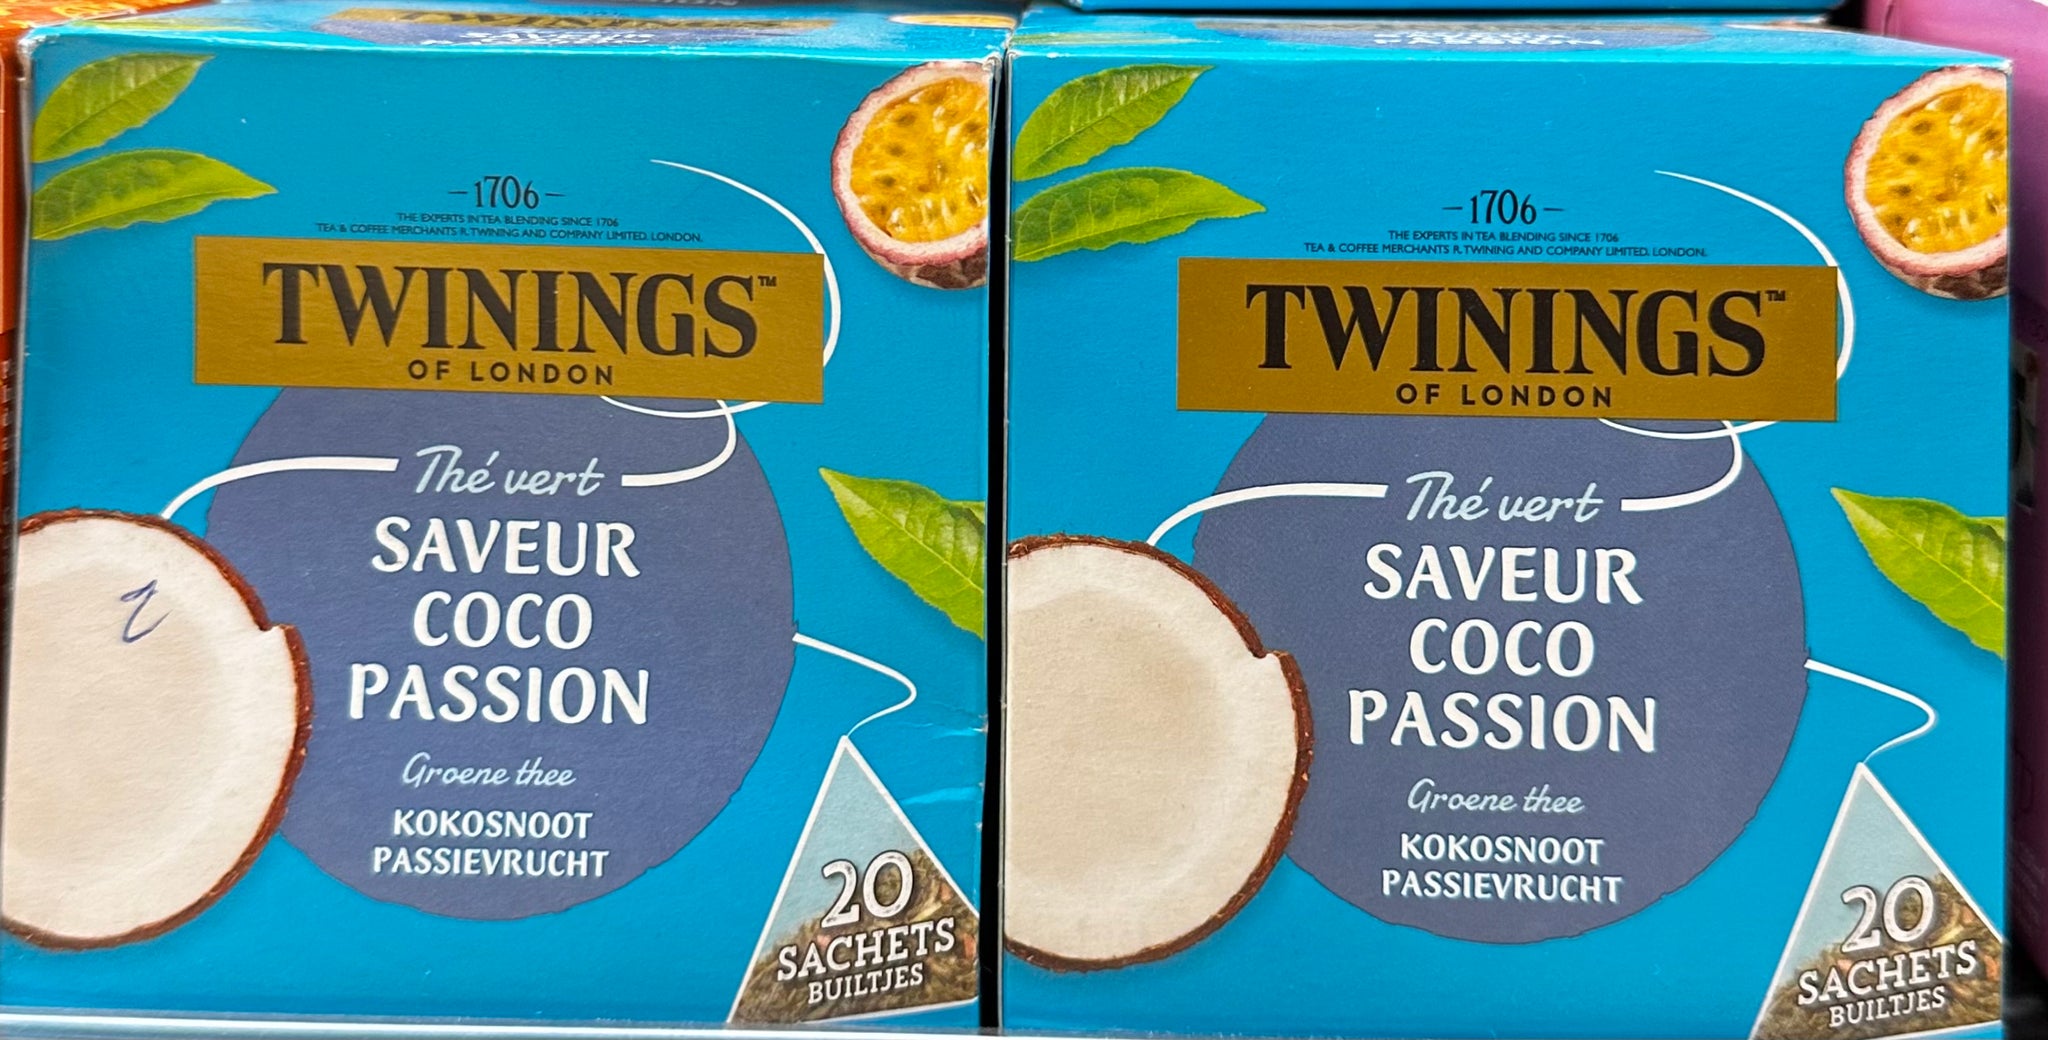 SAVEUR
PASSION
–1706–
THE EXPERTS IN TEA BLENDING SINCE 1706
TEA & COFFEE MERCHANTS R. TWINING AND COMPANY LIMITED. LONDON.
TWININGS™
OF LONDON
Thé vert
SAVEUR
COCO
PASSION
Groene thee
KOKOSNOOT
PASSIEVRUCHT
20
SACHETS
BUILTJES
PASSION
–1706–
THE EXPERTS IN TEA BLENDING SINCE 1706
TEA & COFFEE MERCHANTS R. TWINING AND COMPANY LIMITED. LONDON.
TWININGS™
OF LONDON
Thé vert
SAVEUR
COCO
PASSION
Groene thee
KOKOSNOOT
PASSIEVRUCHT
20
SACHETS
BUILTJES